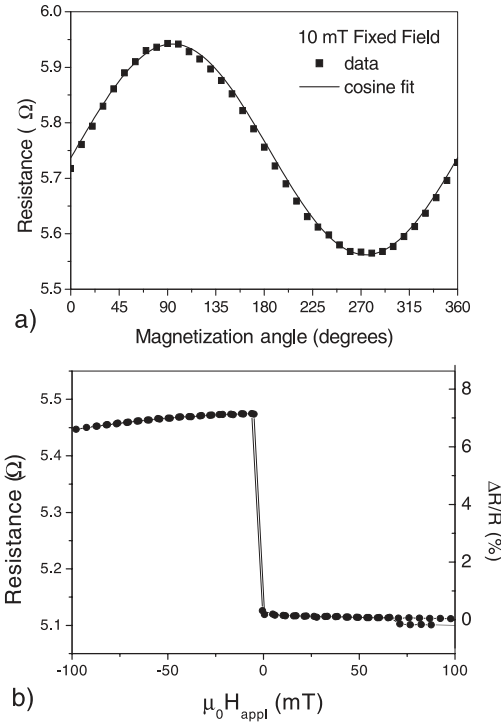 10 mT Fixed Field
data
cosine fit
Resistance ( Ω)
6.0
5.9
5.8
5.7
5.6
5.5
0 45 90 135 180 225 270 315 360
a) Magnetization angle (degrees)
Resistance (Ω)
5.5
5.4
5.3
5.2
5.1
8
6
4
2
0
ΔR/R (%)
-100 -50 0 50 100
b) μ0Happl (mT)